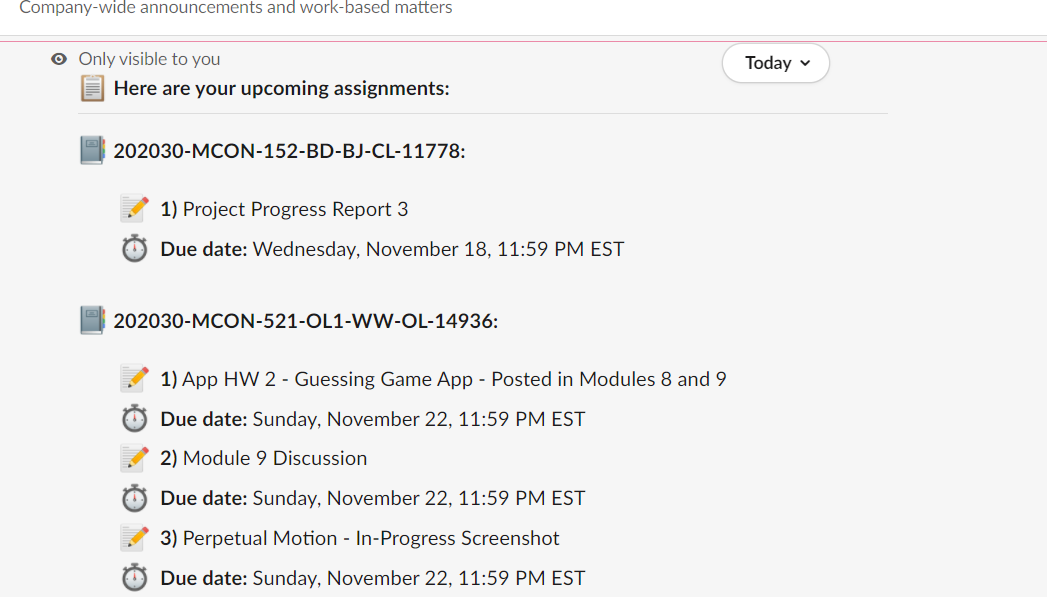 Company-wide announcements and work-based matters
Only visible to you
Today
Here are your upcoming assignments:
202030-MCON-152-BD-BJ-CL-11778:
1) Project Progress Report 3
Due date: Wednesday, November 18, 11:59 PM EST
202030-MCON-521-OL1-WW-OL-14936:
1) App HW 2 - Guessing Game App - Posted in Modules 8 and 9
Due date: Sunday, November 22, 11:59 PM EST
2) Module 9 Discussion
Due date: Sunday, November 22, 11:59 PM EST
3) Perpetual Motion - In-Progress Screenshot
Due date: Sunday, November 22, 11:59 PM EST